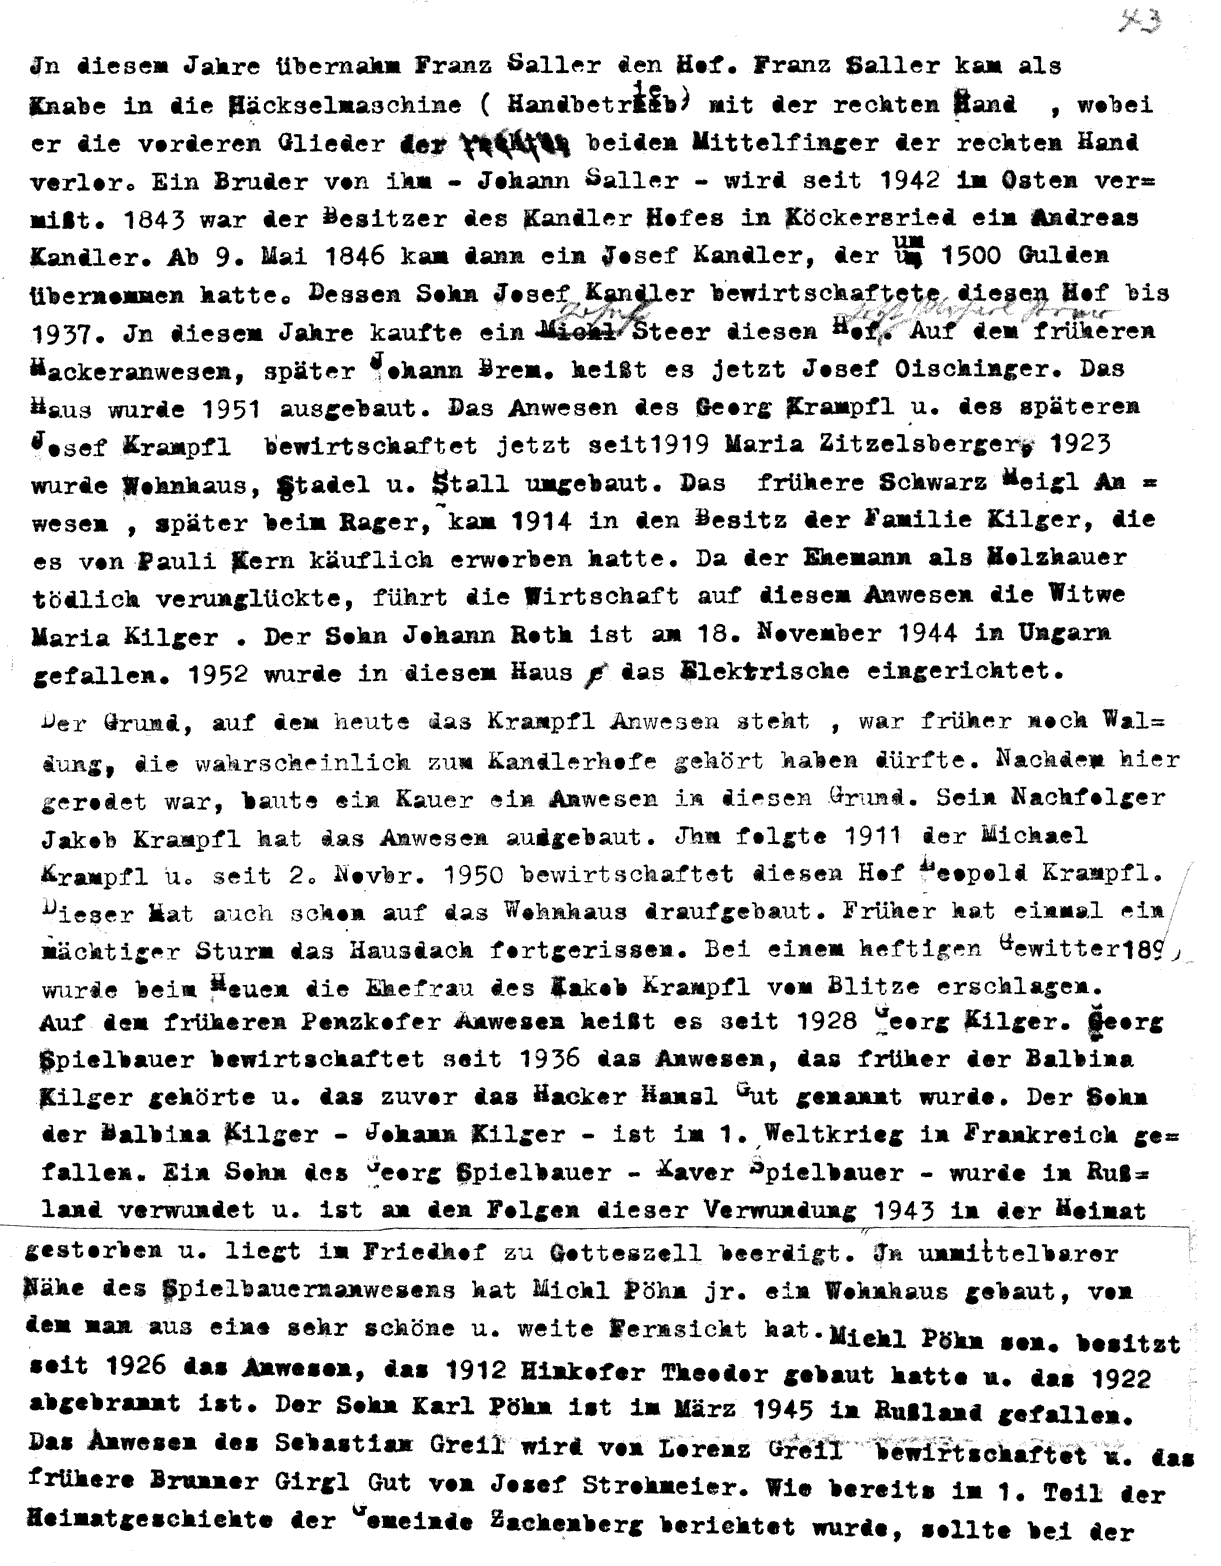 43
Jn diesem Jahre übernahm Franz Saller den Hof. Franz Saller kam als
Knabe in die Häckselmaschine ( Handbetrieb) mit der rechten Hand , wobei
er die vorderen Glieder der beiden Mittelfinger der rechten Hand
verlor. Ein Bruder von ihm - Johann Saller - wird seit 1942 im Osten ver=
mißt. 1843 war der Besitzer des Kandler Hofes in Köckersried ein Andreas
Kandler. Ab 9. Mai 1846 kam dann ein Josef Kandler, der um 1500 Gulden
übernommen hatte. Dessen Sohn Josef Kandler bewirtschaftete diesen Hof bis
1937. Jn diesem Jahre kaufte ein Michl Steer diesen Hof. Auf dem früheren
Hackeranwesen, später Johann Brem. heißt es jetzt Josef Oischinger. Das
Haus wurde 1951 ausgebaut. Das Anwesen des Georg Krampfl u. des späteren
Josef Krampfl bewirtschaftet jetzt seit1919 Maria Zitzelsberger, 1923
wurde Wohnhaus, Stadel u. Stall umgebaut. Das frühere Schwarz Meigl An =
wesen , später beim Rager, kam 1914 in den Besitz der Familie Kilger, die
es von Pauli Kern käuflich erworben hatte. Da der Ehemann als Holzhauer
tödlich verunglückte, führt die Wirtschaft auf diesem Anwesen die Witwe
Maria Kilger . Der Sohn Johann Roth ist am 18. November 1944 in Ungarn
gefallen. 1952 wurde in diesem Haus das Elektrische eingerichtet.
Der Grund, auf dem heute das Krampfl Anwesen steht , war früher noch Wal=
dung, die wahrscheinlich zum Kandlerhofe gehört haben dürfte. Nachdem hier
gerodet war, baute ein Kauer ein Anwesen in diesen Grund. Sein Nachfolger
Jakob Krampfl hat das Anwesen audgebaut. Jhm folgte 1911 der Michael
Krampfl u. seit 2. Novbr. 1950 bewirtschaftet diesen Hof Leopold Krampfl.
Dieser Hat auch schon auf das Wohnhaus draufgebaut. Früher hat einmal ein
mächtiger Sturm das Hausdach fortgerissen. Bei einem heftigen Gewitter189
wurde beim Heuen die Ehefrau des Jakob Krampfl vom Blitze erschlagen.
Auf dem früheren Penzkofer Anwesen heißt es seit 1928 Georg Kilger. Georg
Spielbauer bewirtschaftet seit 1936 das Anwesen, das früher der Balbina
Kilger gehörte u. das zuvor das Hacker Hansl Gut genannt wurde. Der Sohn
der Balbina Kilger - Johann Kilger - ist im 1. Weltkrieg in Frankreich ge=
fallen. Ein Sohn des Georg Spielbauer - Xaver Spielbauer - wurde in Ruß=
land verwundet u. ist an den Folgen dieser Verwundung 1943 in der Heimat
gestorben u. liegt im Friedhof zu Gotteszell beerdigt. Jn unmittelbarer
Nähe des Spielbauernanwesens hat Michl Pöhn jr. ein Wohnhaus gebaut, von
dem man aus eine sehr schöne u. weite Fernsicht hat. Michl Pöhn sen. besitzt
seit 1926 das Anwesen, das 1912 Hinkofer Theodor gebaut hatte u. das 1922
abgebrannt ist. Der Sohn Karl Pöhn ist im März 1945 in Rußland gefallen.
Das Anwesen des Sebastian Greil wird von Lorenz Greil bewirtschaftet u. das
frühere Brunner Girgl Gut von Josef Strohmeier. Wie bereits im 1. Teil der
Heimatgeschichte der Gemeinde Zachenberg berichtet wurde, sollte bei der